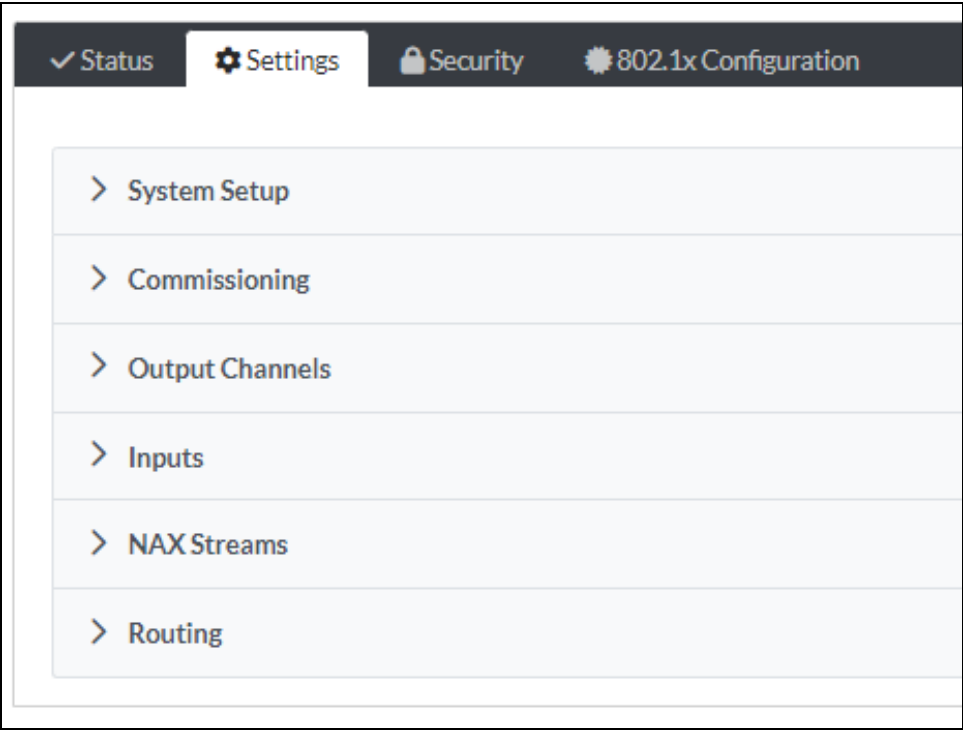 Status Settings Security 802.1x Configuration
System Setup
Commissioning
Output Channels
Inputs
NAX Streams
Routing